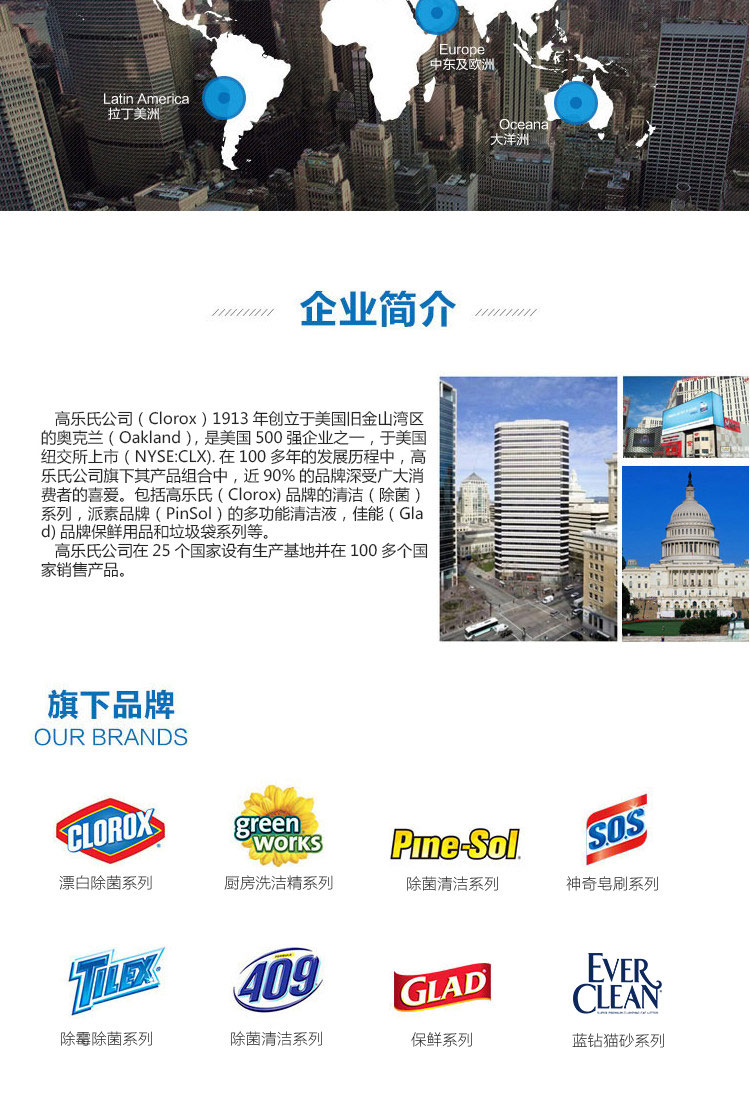 Europe
中东及欧洲
Latin America
拉丁美洲
Oceana
大洋洲
企业简介
高乐氏公司 ( Clorox ) 1913 年创立于美国旧金山湾区
的奥克兰 ( Oakland ) , 是美国 500 强企业之一，于美国
纽交所上市 ( NYSE:CLX). 在 100 多年的发展历程中，高
乐氏公司旗下其产品组合中，近 90% 的品牌深受广大消
费者的喜爱。包括高乐氏 ( Clorox) 品牌的清洁（除菌）
系列，派素品牌 ( PinSol ) 的多功能清洁液，佳能 ( Gla
d) 品牌保鲜用品和垃圾袋系列等。
高乐氏公司在 25 个国家设有生产基地并在 100 多个国
家销售产品。
旗下品牌
OUR BRANDS
CLOROX
green
works
Pine-Sol
S.O.S
漂白除菌系列
厨房洗洁精系列
除菌清洁系列
神奇皂刷系列
TILEX
409
GLAD
EVER
CLEAN
除霉除菌系列
除菌清洁系列
保鲜系列
蓝钻猫砂系列